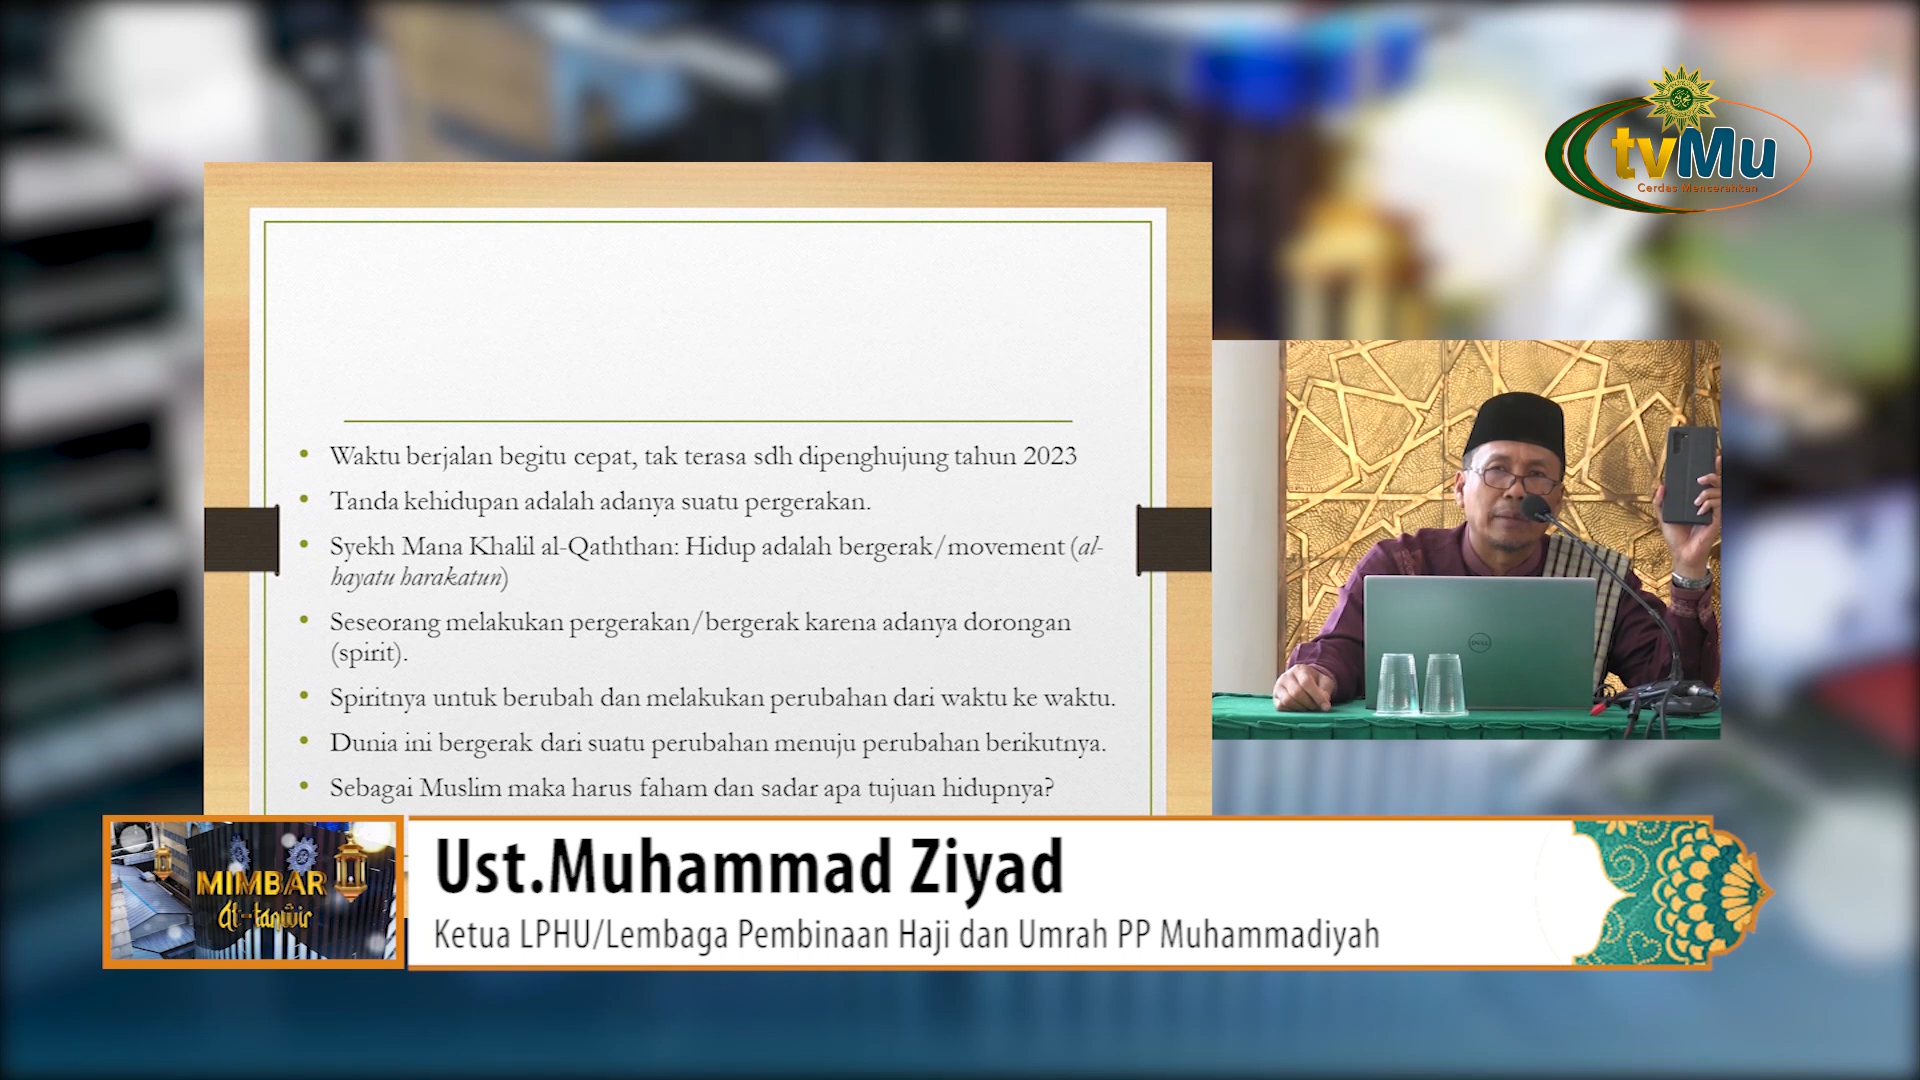 tvMu
Cerdas Mencerahkan
• Waktu berjalan begitu cepat, tak terasa sdh dipenghujung tahun 2023
• Tanda kehidupan adalah adanya suatu pergerakan.
• Syekh Mana Khalil al-Qaththan: Hidup adalah bergerak/movement (al-
hayatu harakatun)
• Seseorang melakukan pergerakan/bergerak karena adanya dorongan
(spirit).
• Spiritnya untuk berubah dan melakukan perubahan dari waktu ke waktu.
• Dunia ini bergerak dari suatu perubahan menuju perubahan berikutnya.
• Sebagai Muslim maka harus faham dan sadar apa tujuan hidupnya?
DELL
MIMBAR
At-tanwir
Ust.Muhammad Ziyad
Ketua LPHU/Lembaga Pembinaan Haji dan Umrah PP Muhammadiyah